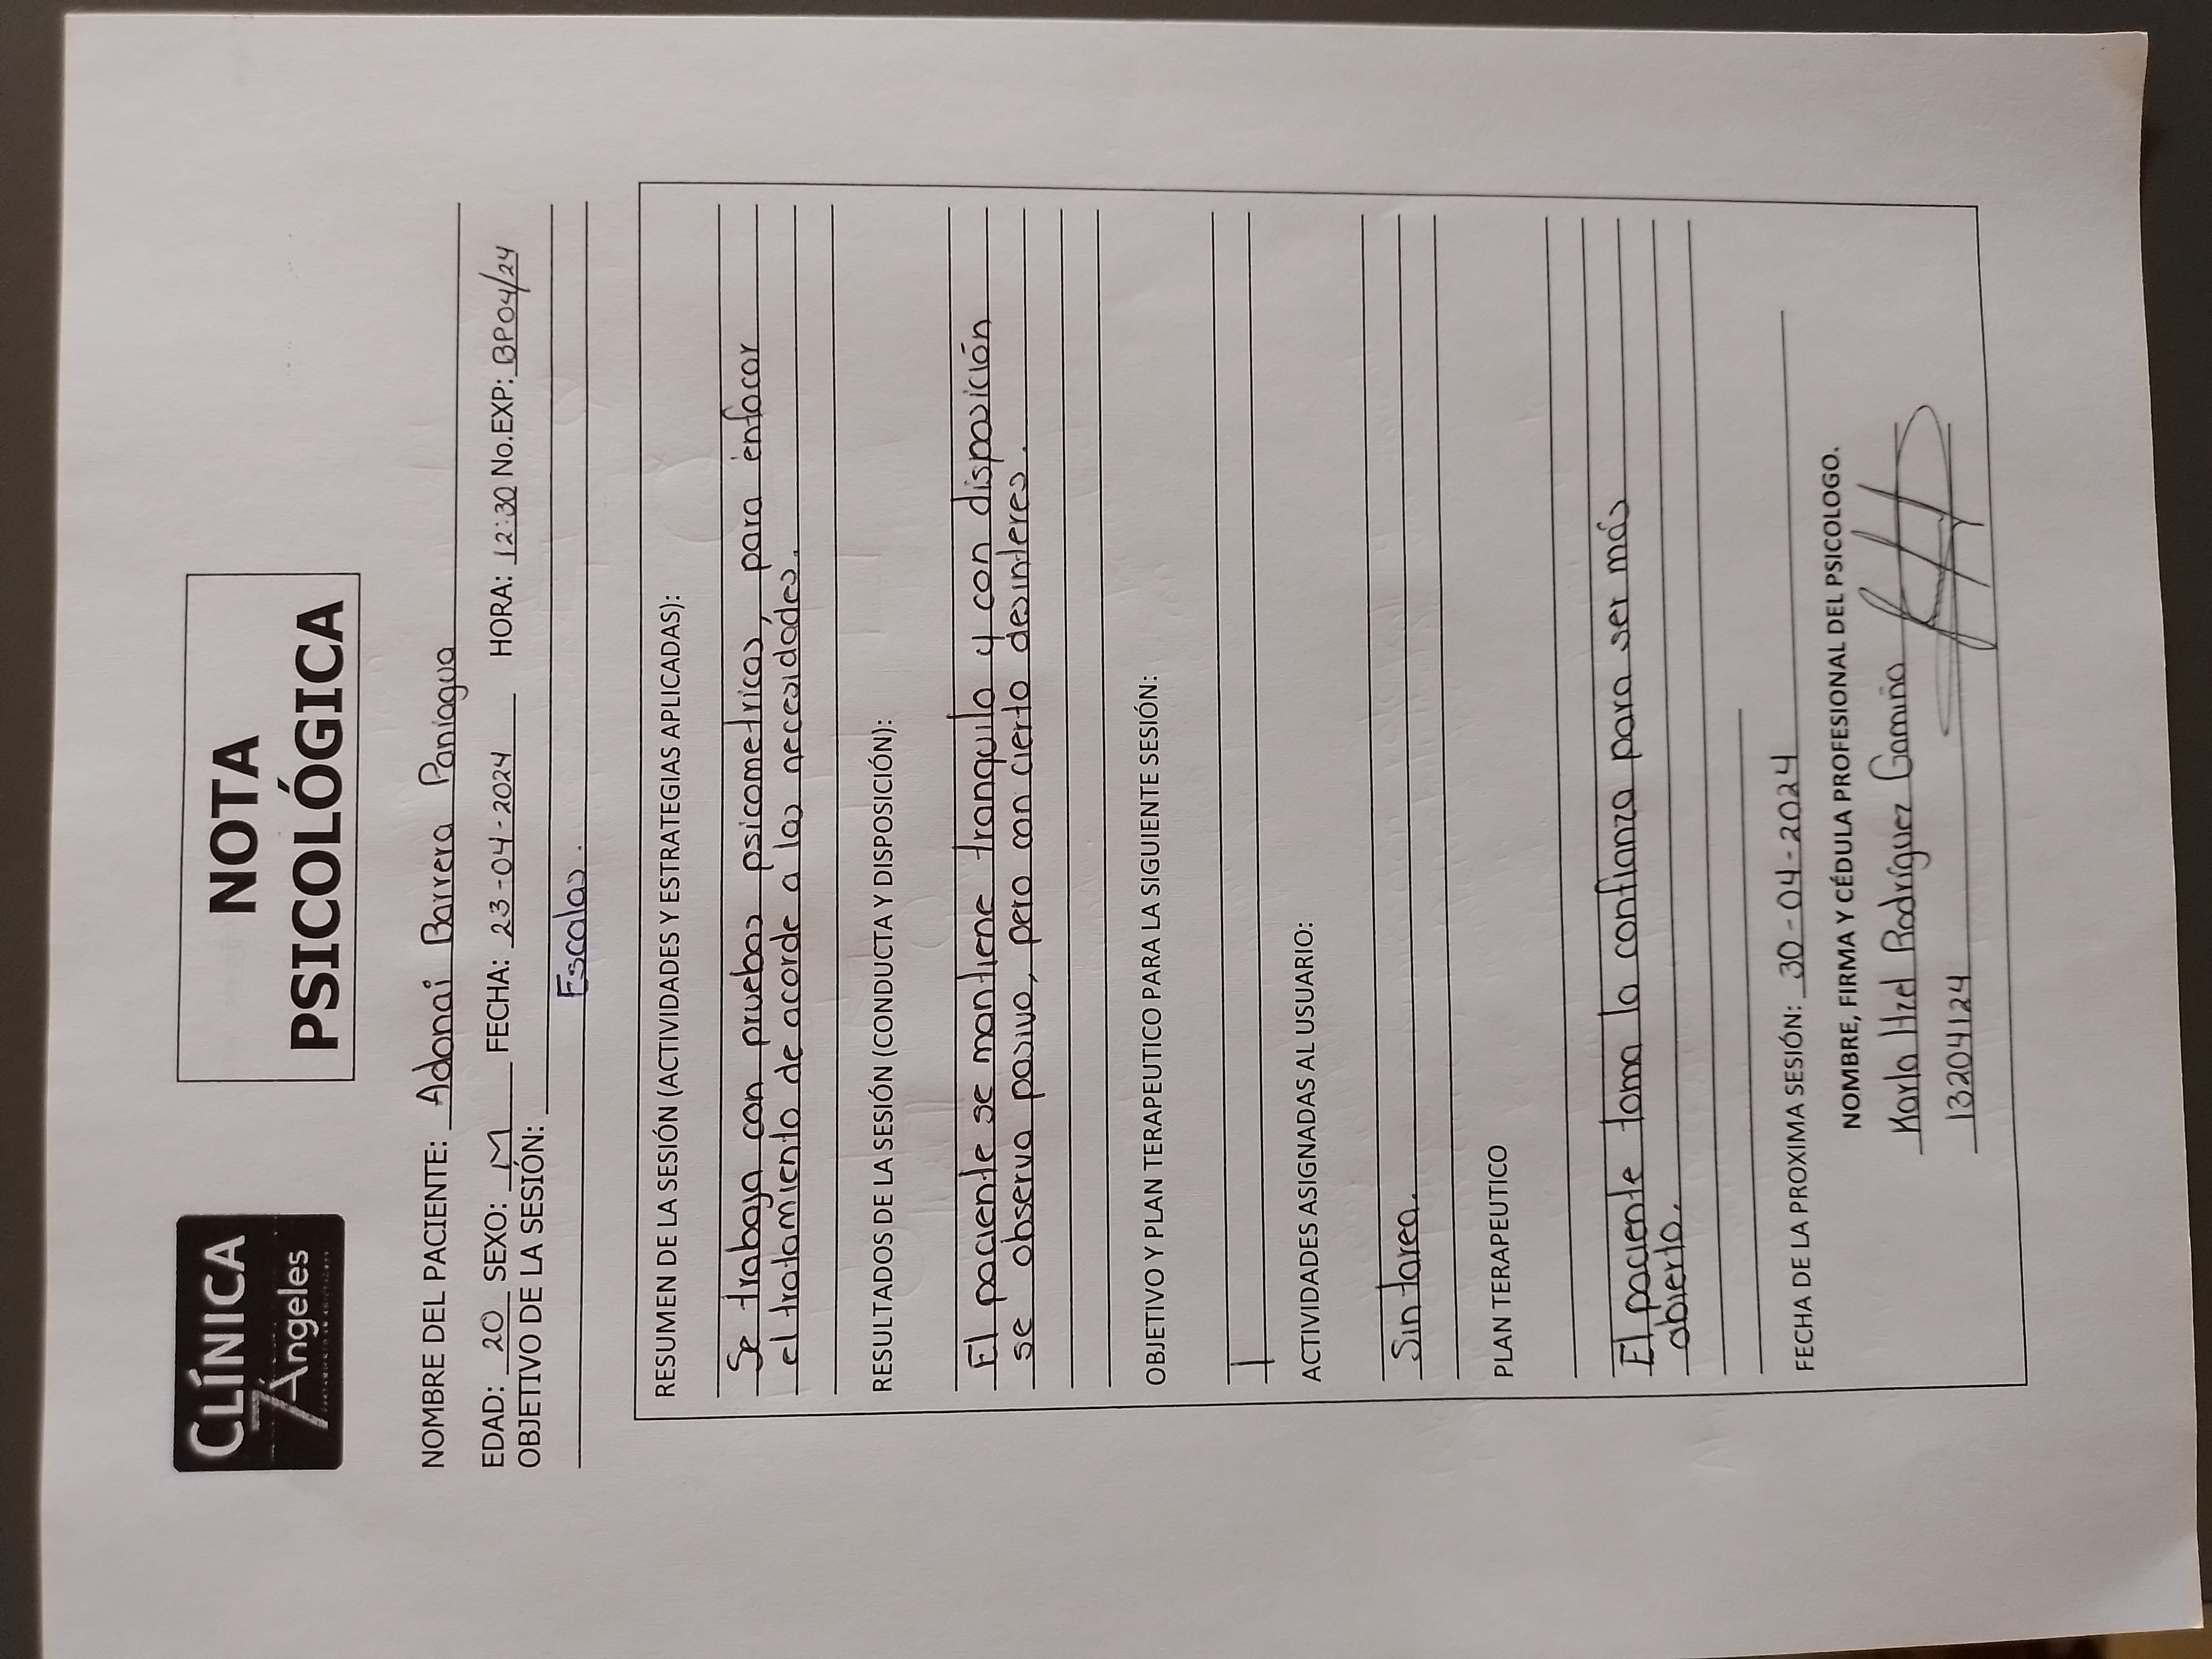 CLÍNICA
7 Ángeles
NOTA
PSICOLÓGICA
NOMBRE DEL PACIENTE: Adonai Barrera Paniagua
EDAD: 20 SEXO: M FECHA: 23-04-2024 HORA: 12:30 No.EXP: BP04/24
OBJETIVO DE LA SESIÓN:
Escalas.
RESUMEN DE LA SESIÓN (ACTIVIDADES Y ESTRATEGIAS APLICADAS):
Se trabaja con pruebas psicometricas, para enfocar
el tratamiento de acorde a las necesidades.
RESULTADOS DE LA SESIÓN (CONDUCTA Y DISPOSICIÓN):
El paciente se mantiene tranquilo y con disposición
se observa pasivo, pero con cierto desinteres.
OBJETIVO Y PLAN TERAPEUTICO PARA LA SIGUIENTE SESIÓN:
ACTIVIDADES ASIGNADAS AL USUARIO:
Sin tarea.
PLAN TERAPEUTICO
El paciente toma la confianza para ser más
abierto.
FECHA DE LA PROXIMA SESIÓN: 30-04-2024
NOMBRE, FIRMA Y CÉDULA PROFESIONAL DEL PSICOLOGO.
Karla Itzel Rodríguez Gamiño
13204124